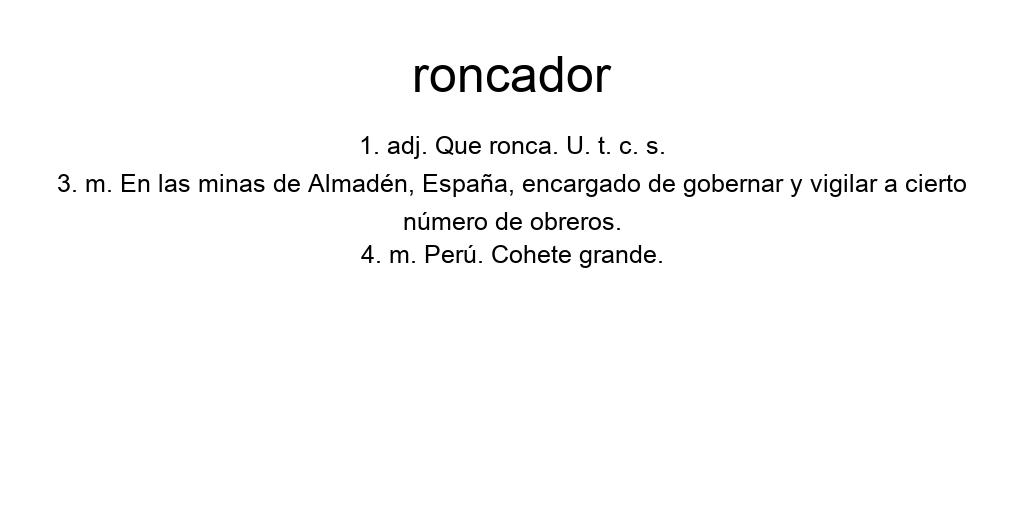 roncador
1. adj. Que ronca. U. t. c. s.
3. m. En las minas de Almadén, España, encargado de gobernar y vigilar a cierto
número de obreros.
4. m. Perú. Cohete grande.